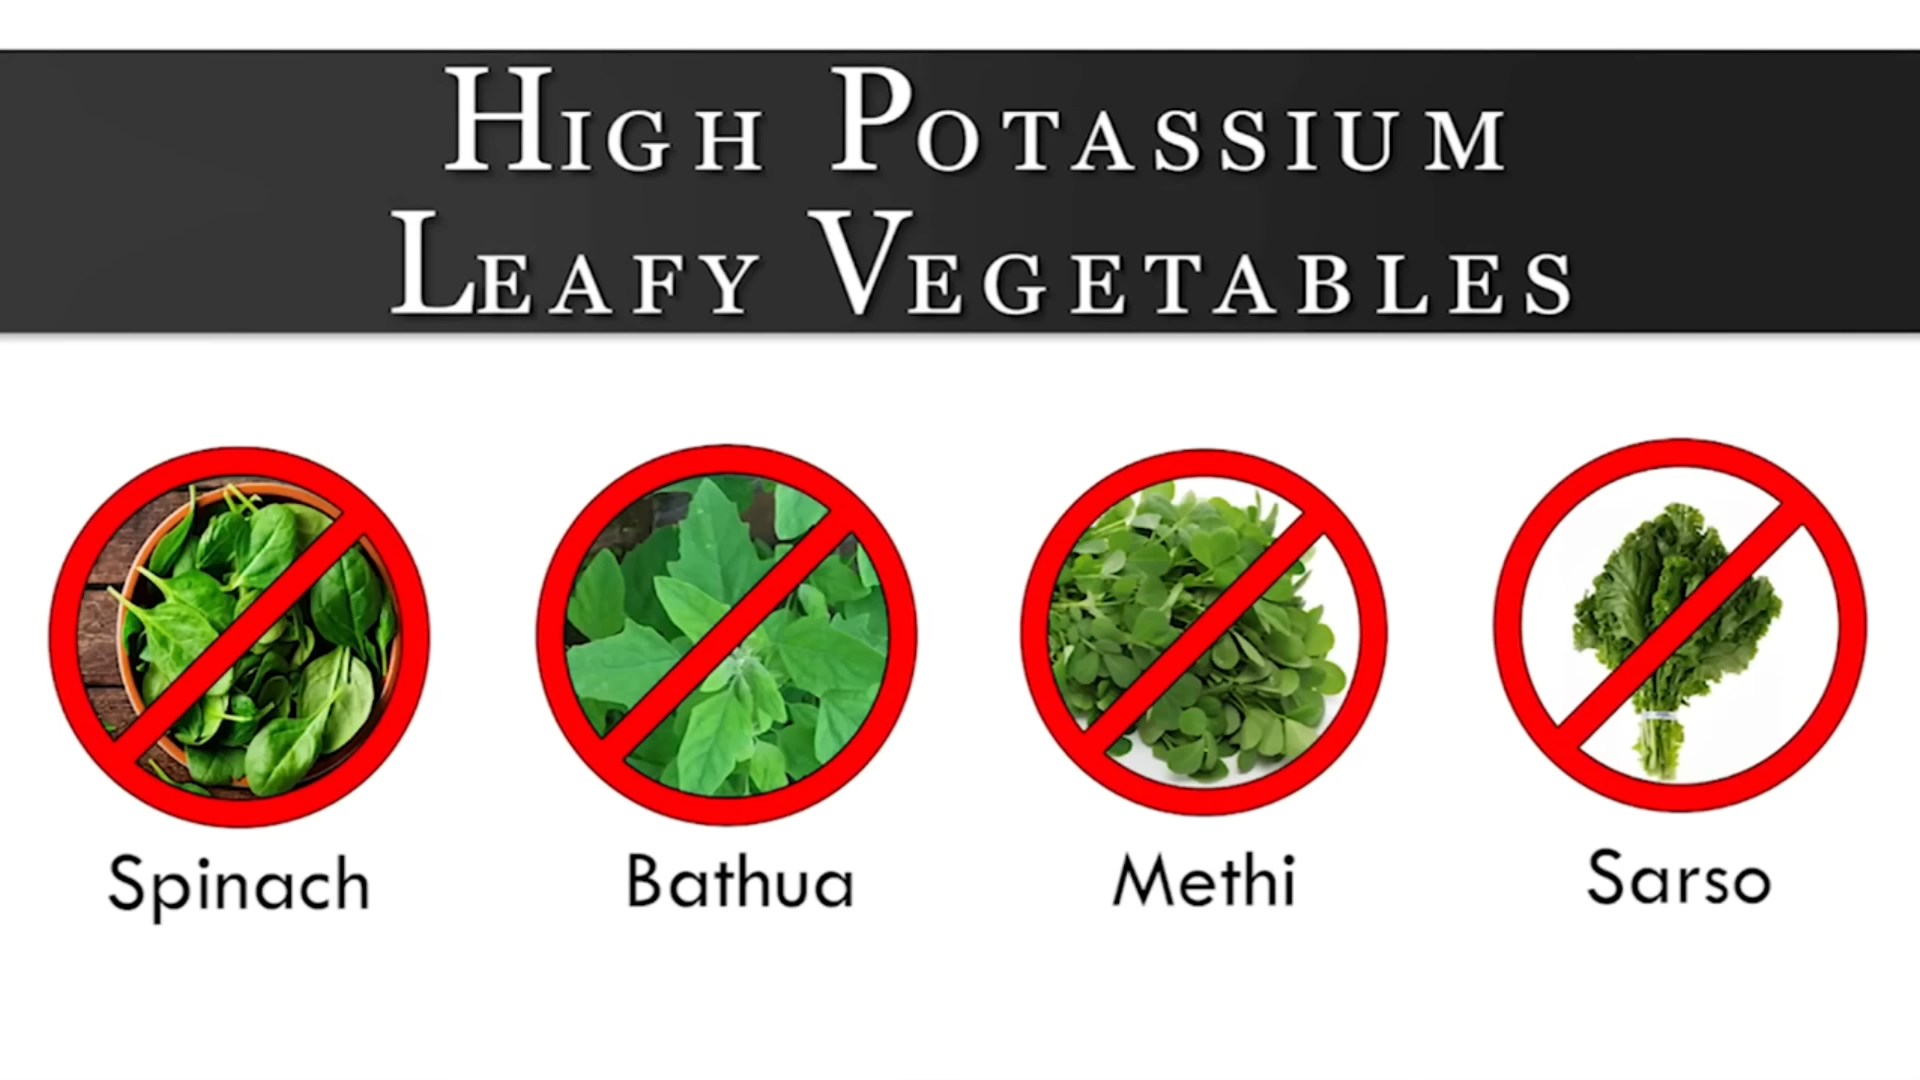 High Potassium
Leafy Vegetables
Spinach
Bathua
Methi
Sarso